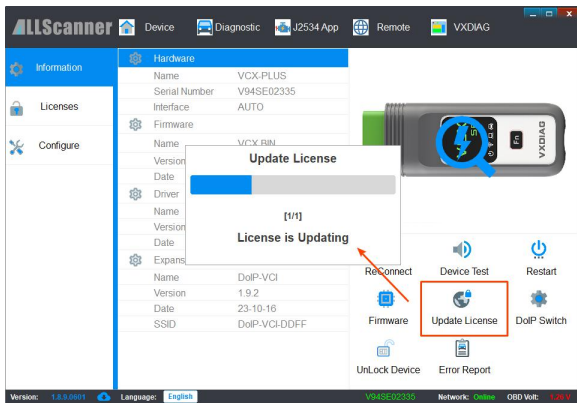 ALLScanner
Device
Diagnostic
J2534 App
Remote
VXDIAG
Information
Licenses
Configure
Hardware
Name VCX-PLUS
Serial Number V94SE02335
Interface AUTO
Firmware
Name VCX.BIN
Version
Date
Driver
Name
Version
Date
Expans
Name DoIP-VCI
Version 1.9.2
Date 23-10-16
SSID DoIP-VCI-DDFF
Update License
[1/1]
License is Updating
Fn
VXDIAG
ReConnect
Device Test
Restart
Firmware
Update License
DoIP Switch
UnLock Device
Error Report
Version: 1.8.9.0601
Language: English
V94SE02335
Network: Online
OBD Volt: